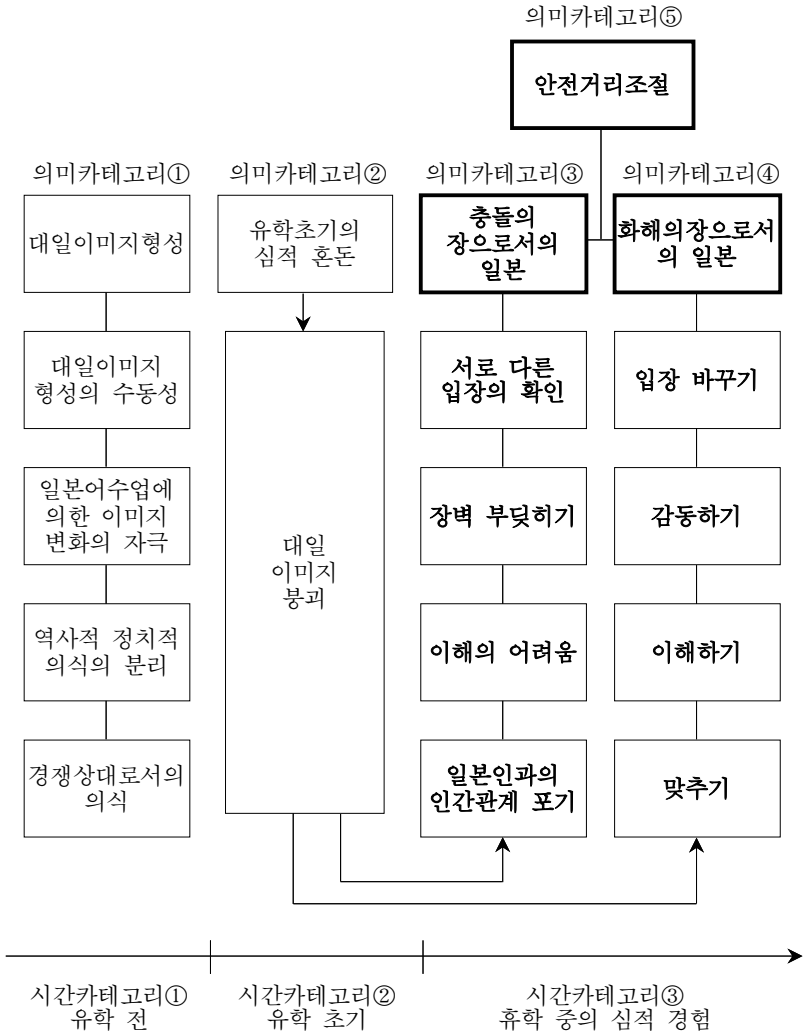 의미카테고리⑤
안전거리조절
의미카테고리①
대일이미지형성
대일이미지
형성의 수동성
일본어수업에
의한 이미지
변화의 자극
역사적 정치적
의식의 분리
경쟁상대로서의
의식
의미카테고리②
유학초기의
심적 혼돈
대일
이미지
붕괴
의미카테고리③
충돌의
장으로서의
일본
서로 다른
입장의 확인
장벽 부딪히기
이해의 어려움
일본인과의
인간관계 포기
의미카테고리④
화해의장으로서
의 일본
입장 바꾸기
감동하기
이해하기
맞추기
시간카테고리①
유학 전
시간카테고리②
유학 초기
시간카테고리③
휴학 중의 심적 경험